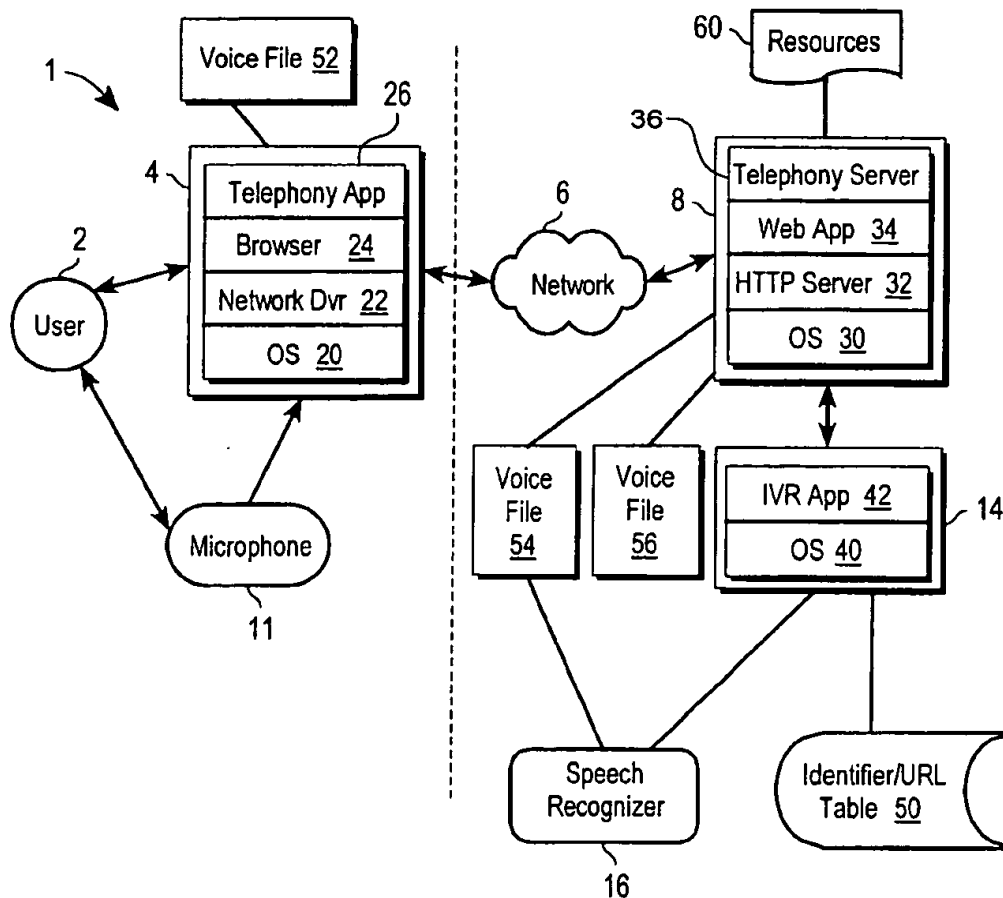 1
Voice File 52
26
4
Telephony App
Browser 24
Network Dvr 22
OS 20
2
User
Microphone
11
6
Network
60
Resources
36
8
Telephony Server
Web App 34
HTTP Server 32
OS 30
Voice
File
54
Voice
File
56
IVR App 42
OS 40
14
Speech
Recognizer
16
Identifier/URL
Table 50